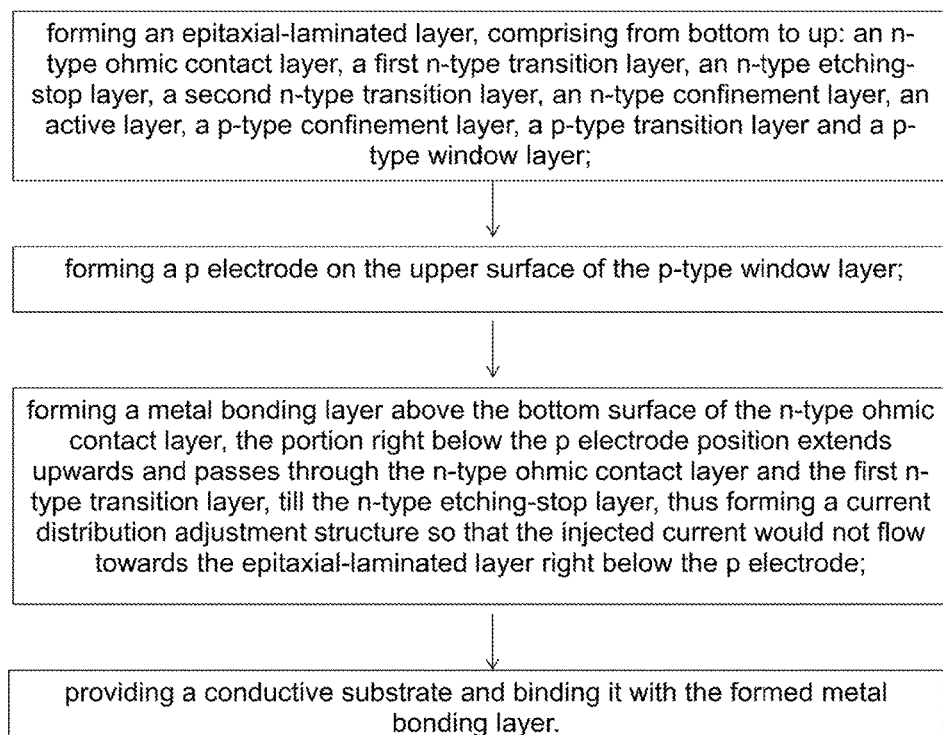 forming an epitaxial-laminated layer, comprising from bottom to up: an n-
type ohmic contact layer, a first n-type transition layer, an n-type etching-
stop layer, a second n-type transition layer, an n-type confinement layer, an
active layer, a p-type confinement layer, a p-type transition layer and a p-
type window layer;
forming a p electrode on the upper surface of the p-type window layer;
forming a metal bonding layer above the bottom surface of the n-type ohmic
contact layer, the portion right below the p electrode position extends
upwards and passes through the n-type ohmic contact layer and the first n-
type transition layer, till the n-type etching-stop layer, thus forming a current
distribution adjustment structure so that the injected current would not flow
towards the epitaxial-laminated layer right below the p electrode;
providing a conductive substrate and binding it with the formed metal
bonding layer.